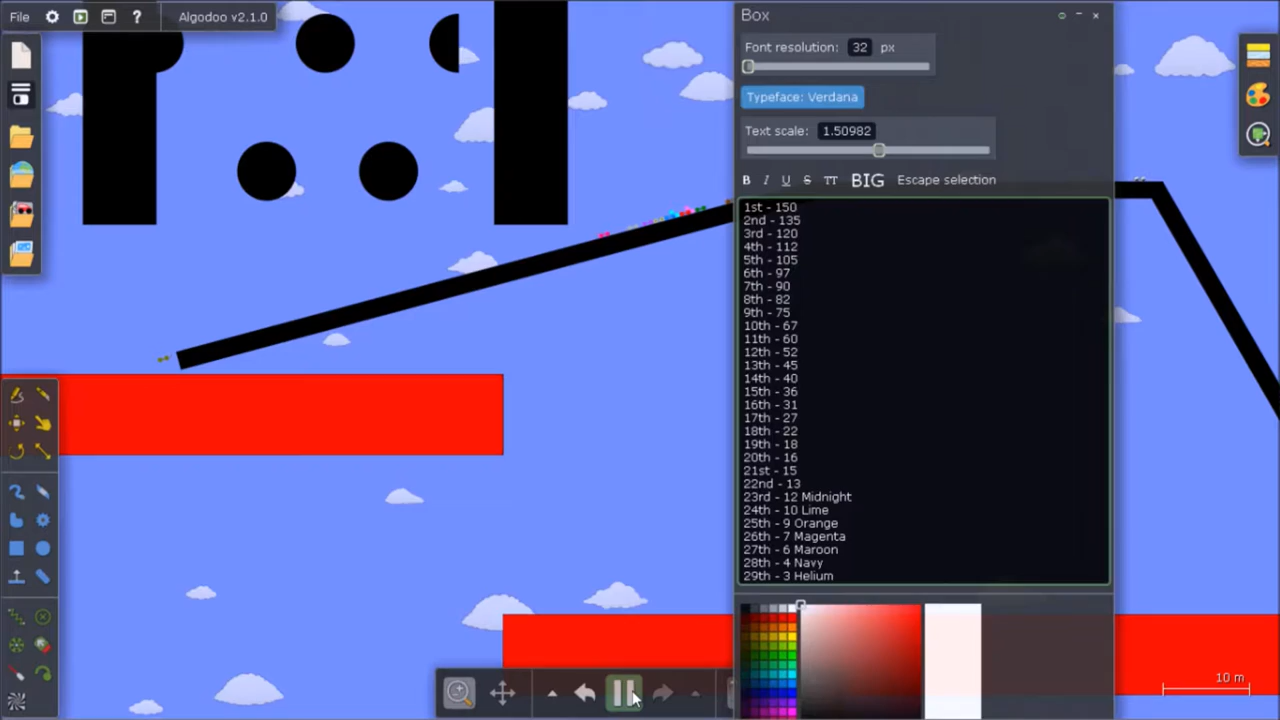 File ? Algodoo v2.1.0
Box
Font resolution: 32 px
Typeface: Verdana
Text scale: 1.50982
B I U S TT BIG Escape selection
1st - 150
2nd - 135
3rd - 120
4th - 112
5th - 105
6th - 97
7th - 90
8th - 82
9th - 75
10th - 67
11th - 60
12th - 52
13th - 45
14th - 40
15th - 36
16th - 31
17th - 27
18th - 22
19th - 18
20th - 16
21st - 15
22nd - 13
23rd - 12 Midnight
24th - 10 Lime
25th - 9 Orange
26th - 7 Magenta
27th - 6 Maroon
28th - 4 Navy
29th - 3 Helium
10 m